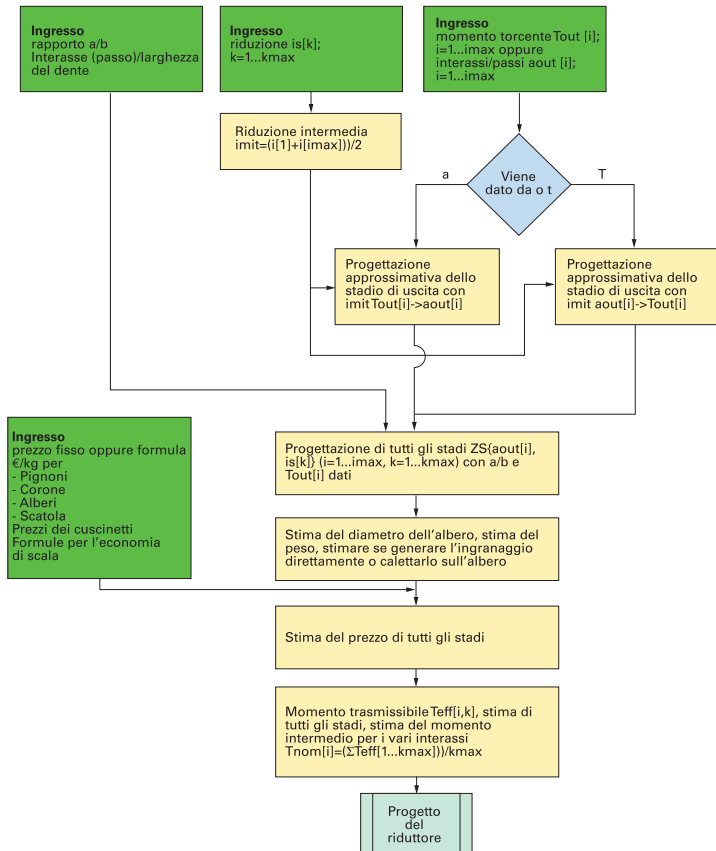 Ingresso
rapporto a/b
Interasse (passo)/larghezza
del dente
Ingresso
riduzione is[k];
k=1...kmax
Ingresso
momento torcente Tout [i];
i=1...imax oppure
interassi/passi aout [i];
i=1...imax
Riduzione intermedia
imit=(i[1]+i[imax]))/2
a
Viene
dato da o t
T
Progettazione
approssimativa dello
stadio di uscita con
imit Tout[i]->aout[i]
Progettazione
approssimativa dello
stadio di uscita con
imit aout[i]->Tout[i]
Ingresso
prezzo fisso oppure formula
€/kg per
- Pignoni
- Corone
- Alberi
- Scatola
Prezzi dei cuscinetti
Formule per l'economia
di scala
Progettazione di tutti gli stadi ZS{aout[i],
is[k]} (i=1...imax, k=1...kmax) con a/b e
Tout[i] dati
Stima del diametro dell'albero, stima del
peso, stimare se generare l'ingranaggio
direttamente o calettarlo sull'albero
Stima del prezzo di tutti gli stadi
Momento trasmissibile Teff[i,k], stima di
tutti gli stadi, stima del momento
intermedio per i vari interassi
Tnom[i]=(ΣTeff[1...kmax]))/kmax
Progetto
del
riduttore